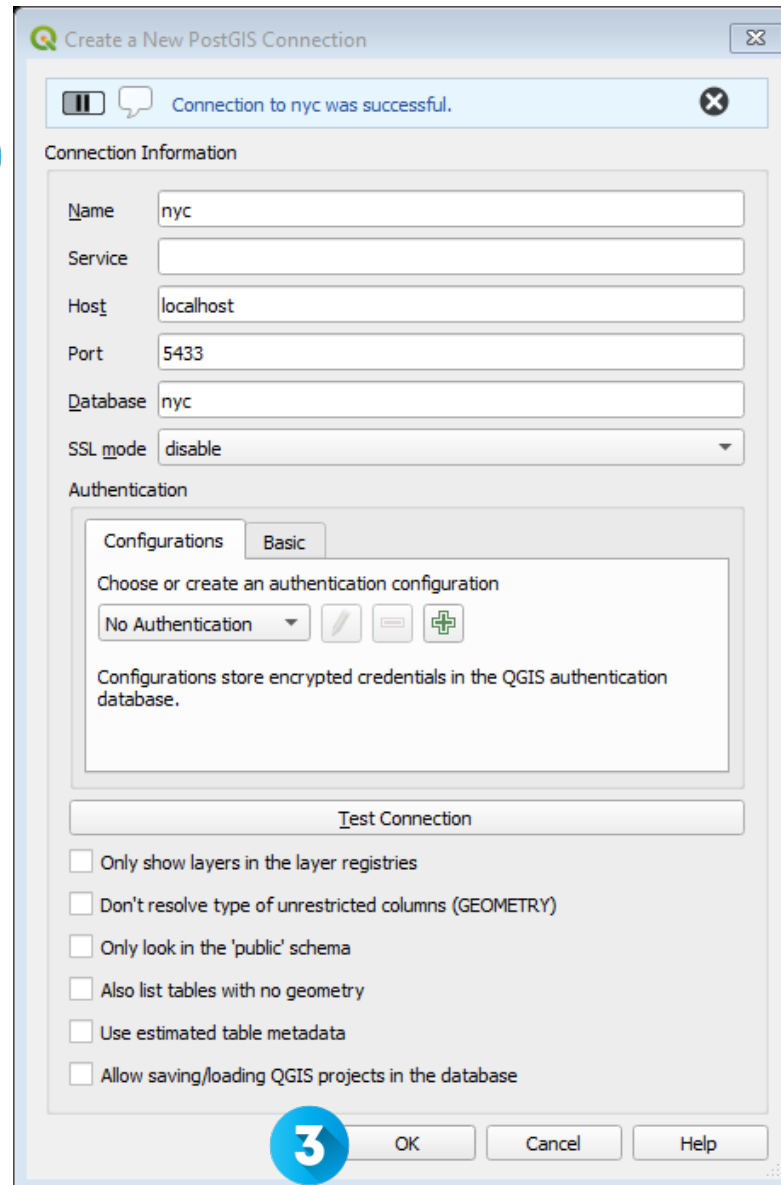 Create a New PostGIS Connection
Connection to nyc was successful.
Connection Information
Name nyc
Service
Host localhost
Port 5433
Database nyc
SSL mode disable
Authentication
Configurations Basic
Choose or create an authentication configuration
No Authentication
Configurations store encrypted credentials in the QGIS authentication
database.
Test Connection
Only show layers in the layer registries
Don't resolve type of unrestricted columns (GEOMETRY)
Only look in the 'public' schema
Also list tables with no geometry
Use estimated table metadata
Allow saving/loading QGIS projects in the database
3 OK Cancel Help